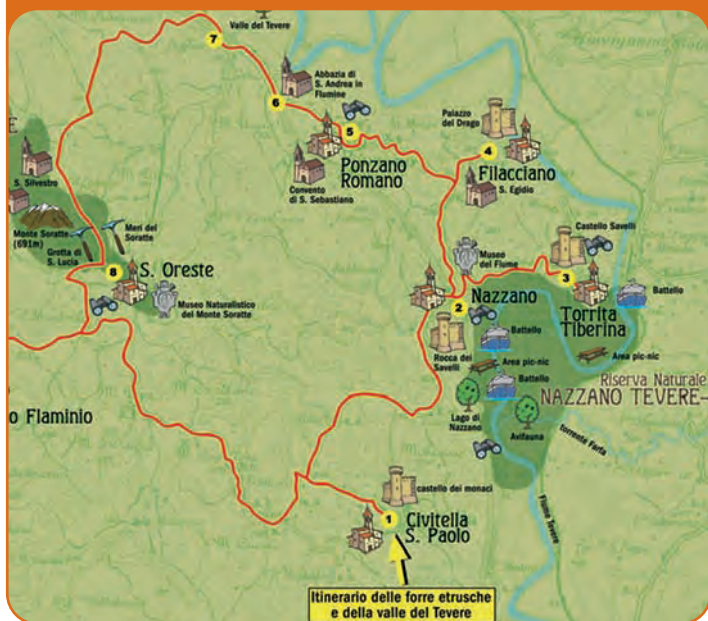 Valle del Tevere
7
Abbazia di
S. Andrea in
Flumine
6
5
Ponzano
Romano
Convento
di S. Sebastiano
Palazzo
del Drago
4
Filacciano
S. Egidio
S. Silvestro
Monte Soratte
(691m)
Meri del
Soratte
Grotta di
S. Lucia
8
S. Oreste
Museo Naturalistico
del Monte Soratte
Museo
del Fiume
Castello Savelli
3
Torrita
Tiberina
Battello
2
Nazzano
Rocca dei
Savelli
Battello
Area pic-nic
Area pic-nic
Battello
Lago di
Nazzano
Avifauna
Riserva Naturale
NAZZANO TEVERE-
torrente Farfa
Fiume Tevere
o Flaminio
castello dei monaci
1
Civitella
S. Paolo
Itinerario delle forre etrusche
e della valle del Tevere